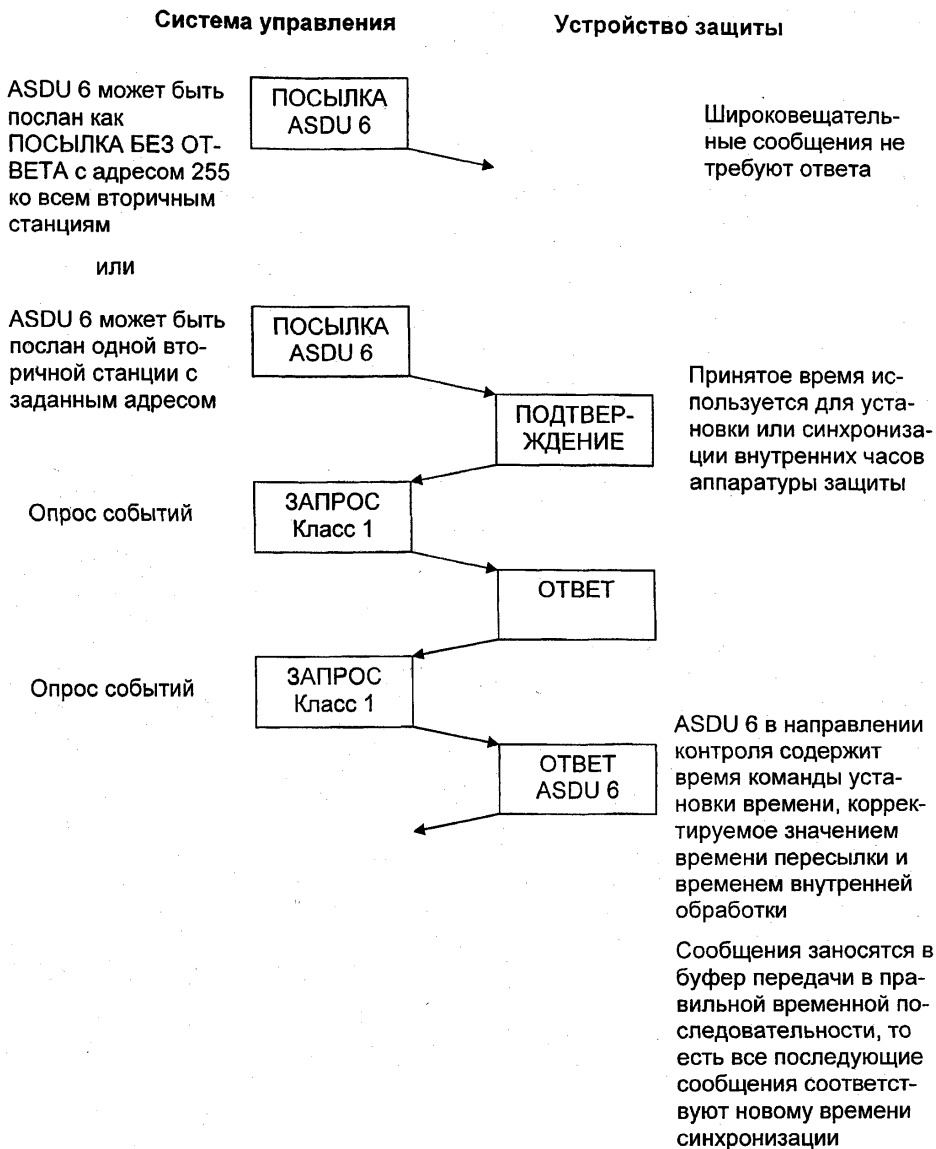 Система управления
Устройство защиты
ASDU 6 может быть
послан как
ПОСЫЛКА БЕЗ ОТ-
ВЕТА с адресом 255
ко всем вторичным
станциям
ПОСЫЛКА
ASDU 6
Широковещатель-
ные сообщения не
требуют ответа
или
ASDU 6 может быть
послан одной вто-
ричной станции с
заданным адресом
ПОСЫЛКА
ASDU 6
ПОДТВЕР-
ЖДЕНИЕ
Принятое время ис-
пользуется для уста-
новки или синхрониза-
ции внутренних часов
аппаратуры защиты
Опрос событий
ЗАПРОС
Класс 1
ОТВЕТ
Опрос событий
ЗАПРОС
Класс 1
ОТВЕТ
ASDU 6
ASDU 6 в направлении
контроля содержит
время команды уста-
новки времени, коррек-
тируемое значением
времени пересылки и
временем внутренней
обработки
Сообщения заносятся в
буфер передачи в пра-
вильной временной по-
следовательности, то
есть все последующие
сообщения соответст-
вуют новому времени
синхронизации